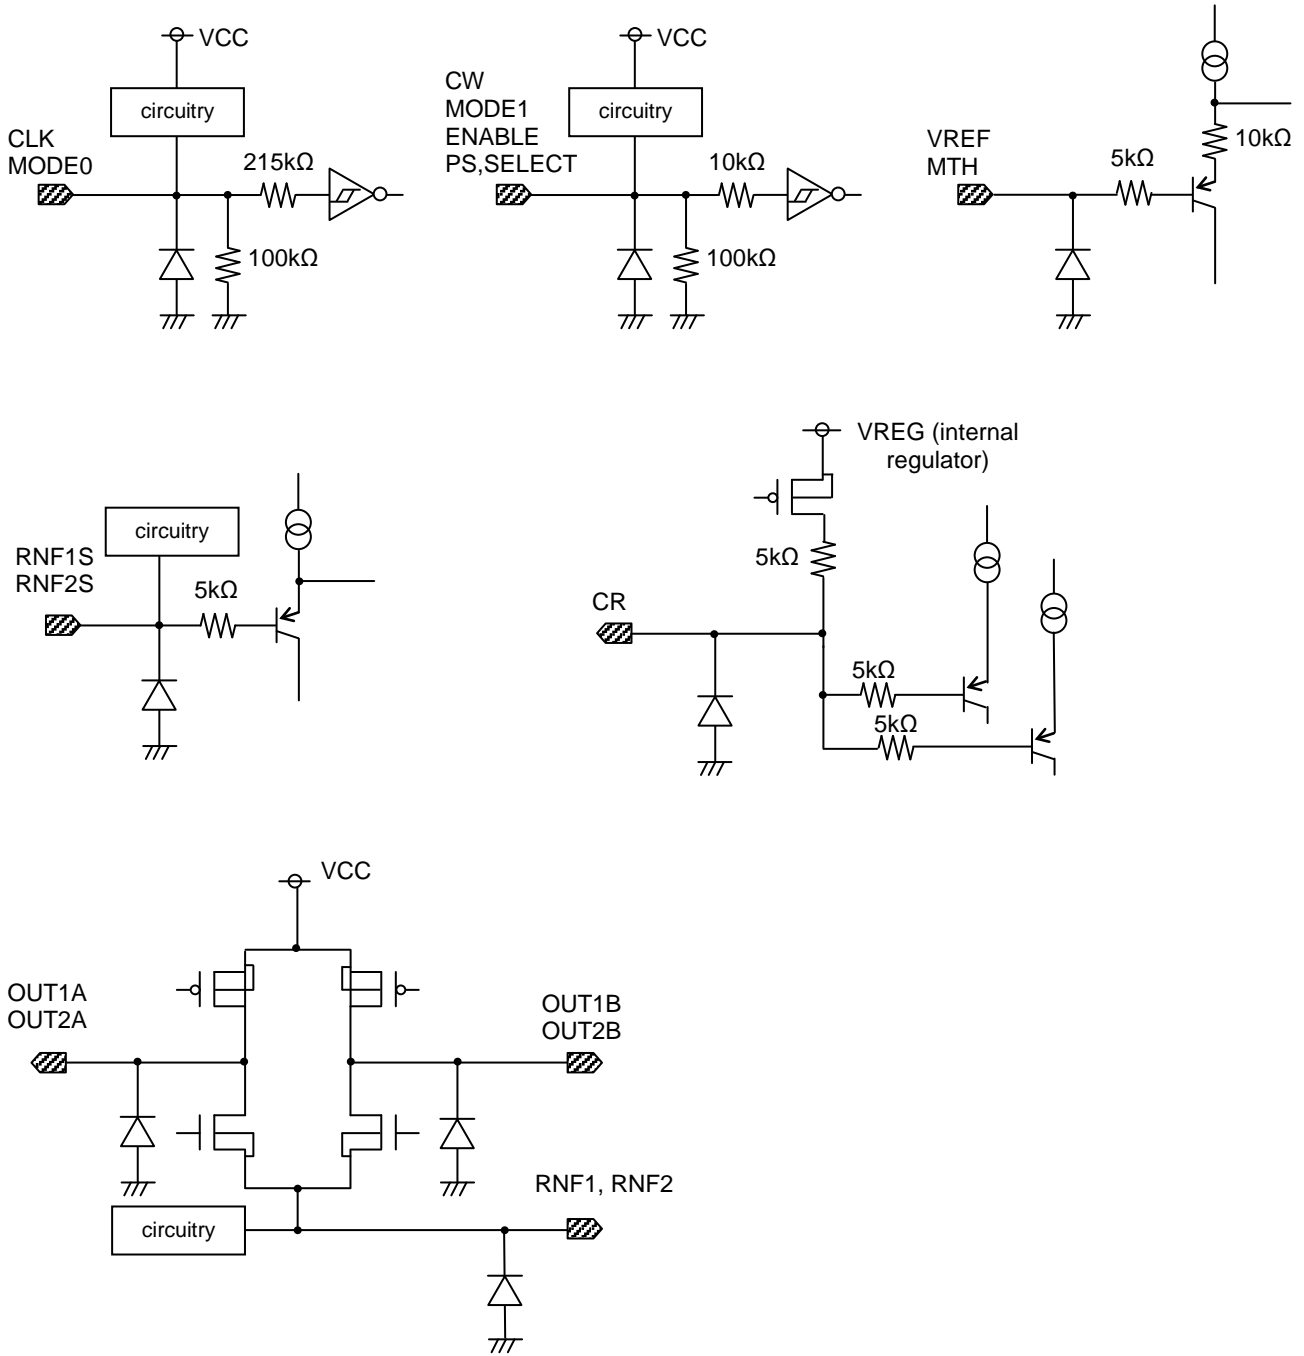 VCC
circuitry
CLK
MODE0
215kΩ
100kΩ
VCC
CW
MODE1
ENABLE
PS,SELECT
circuitry
10kΩ
100kΩ
VREF
MTH
5kΩ
10kΩ
circuitry
RNF1S
RNF2S
5kΩ
VREG (internal
regulator)
5kΩ
CR
5kΩ
5kΩ
VCC
OUT1A
OUT2A
OUT1B
OUT2B
RNF1, RNF2
circuitry